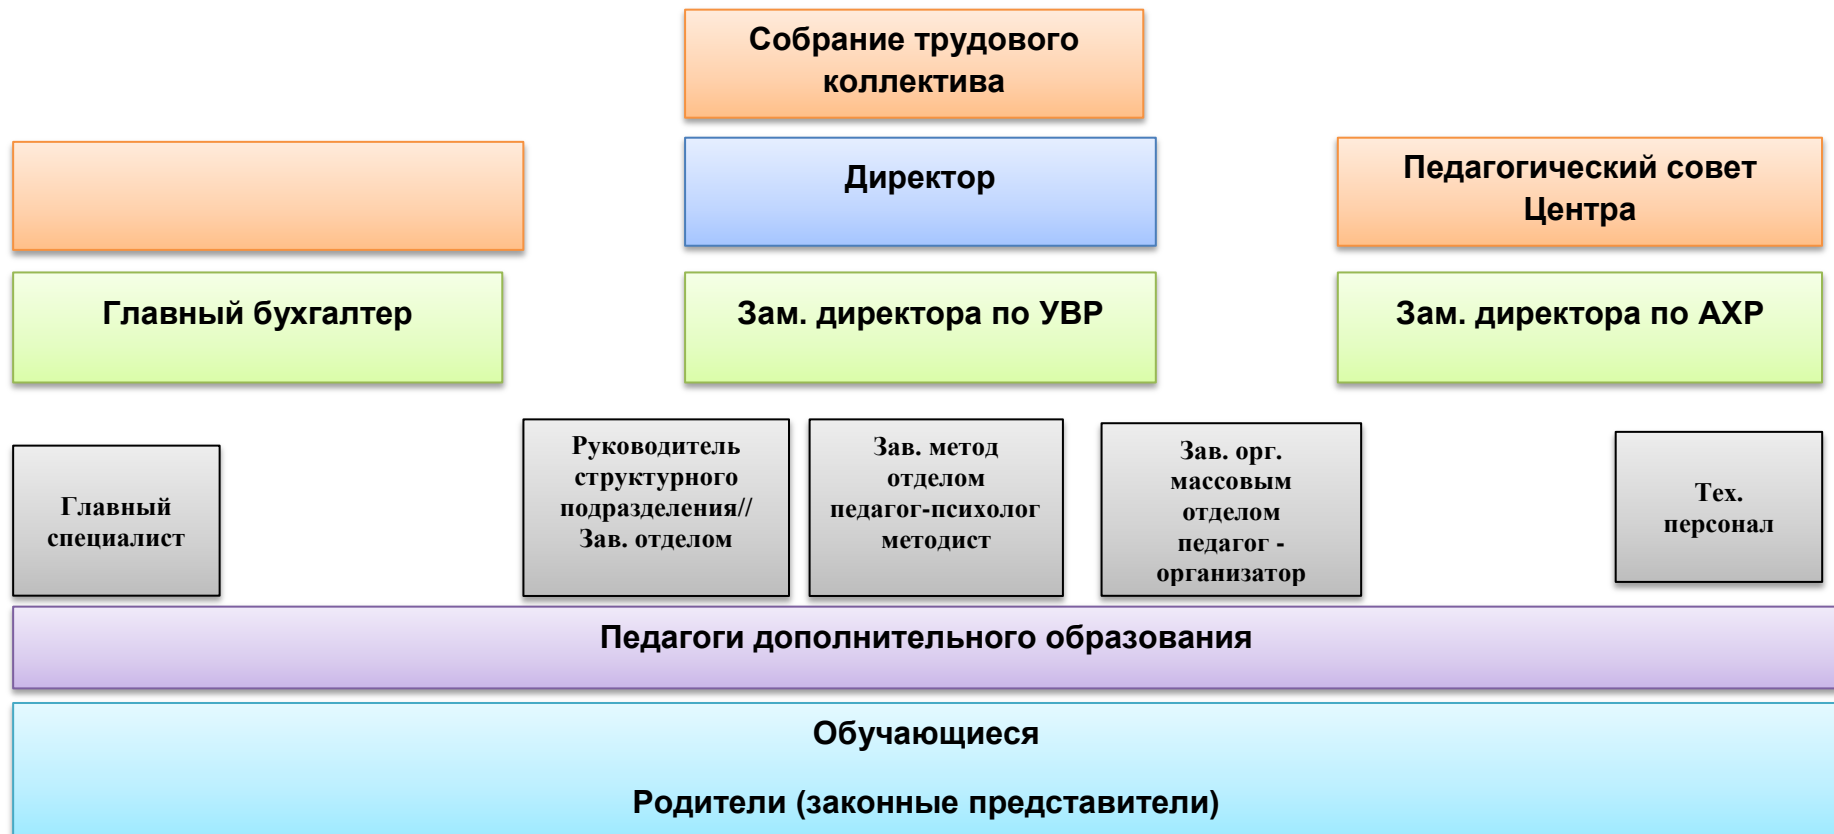 Собрание трудового
коллектива
Директор
Педагогический совет
Центра
Главный бухгалтер
Зам. директора по УВР
Зам. директора по АХР
Главный
специалист
Руководитель
структурного
подразделения//
Зав. отделом
Зав. метод
отделом
педагог-психолог
методист
Зав. орг.
массовым
отделом
педагог -
организатор
Тех.
персонал
Педагоги дополнительного образования
Обучающиеся
Родители (законные представители)